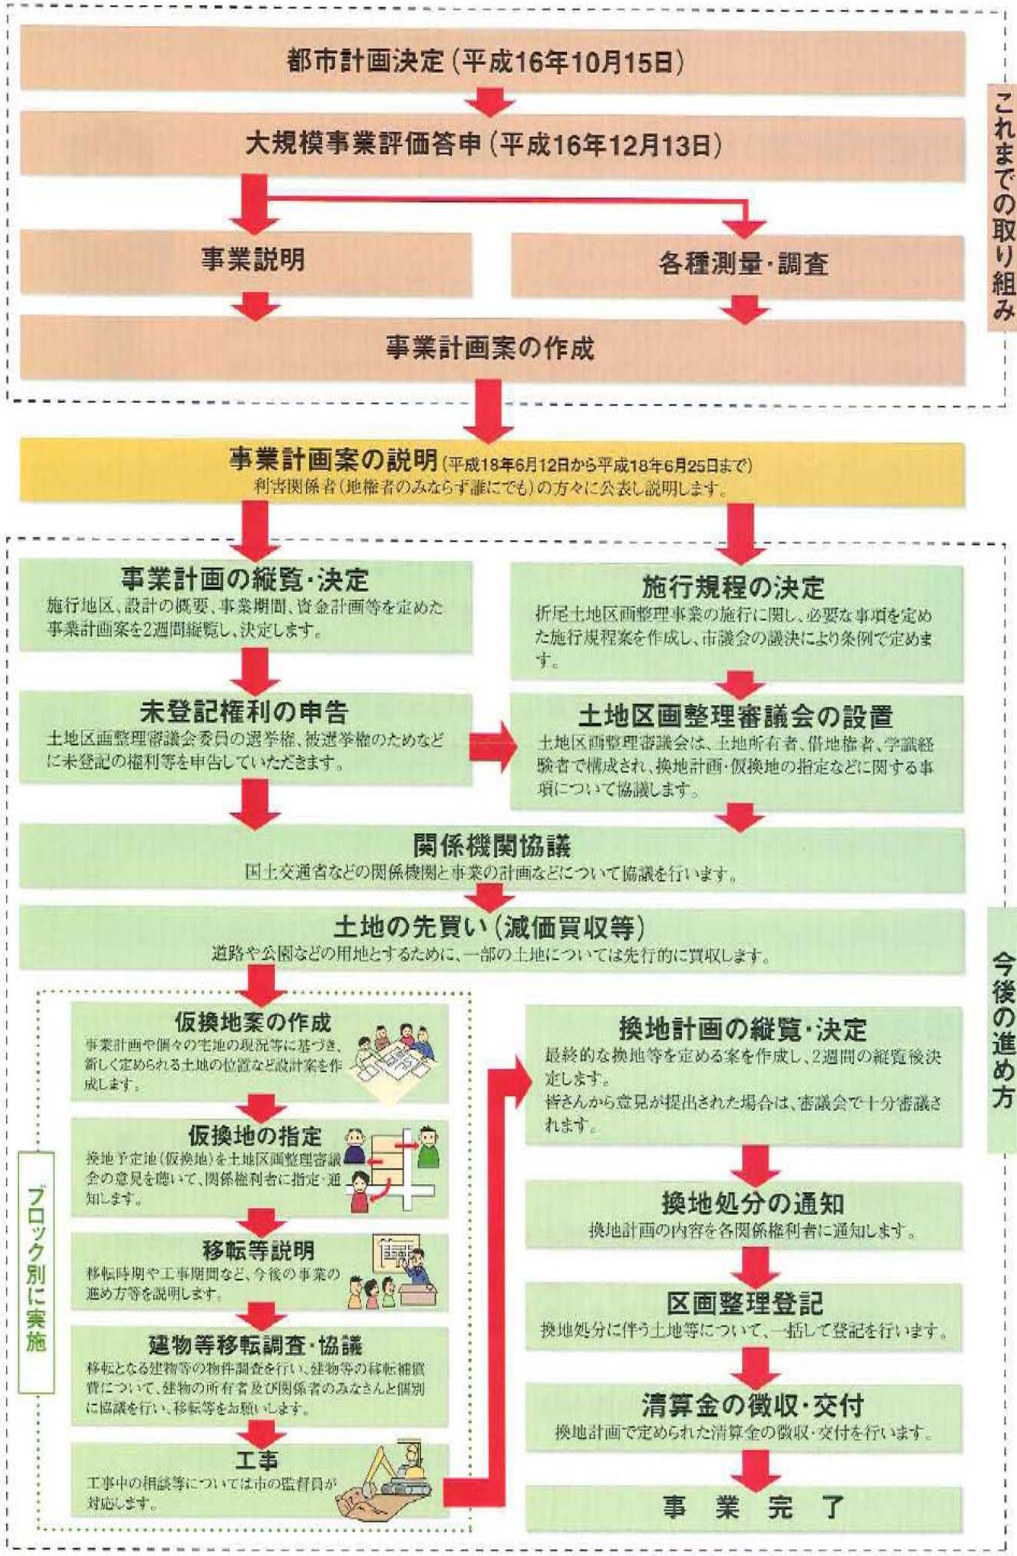 都市計画決定(平成16年10月15日)
大規模事業評価答申(平成16年12月13日)
事業説明
各種測量・調査
事業計画案の作成
これまでの取り組み
事業計画案の説明(平成18年6月12日から平成18年6月25日まで)
利害関係者(地権者のみならず誰にでも)の方々に公表し説明します。
事業計画の縦覧・決定
施行地区、設計の概要、事業期間、資金計画等を定めた
事業計画案を2週間縦覧し、決定します。
施行規程の決定
折尾土地区画整理事業の施行に関し、必要な事項を定め
た施行規程案を作成し、市議会の議決により条例で定めま
す。
未登記権利の申告
土地区画整理審議会委員の選挙権、被選挙権のためなど
に未登記の権利等を申告していただきます。
土地区画整理審議会の設置
土地区画整理審議会は、土地所有者、借地権者、学識経
験者で構成され、換地計画・仮換地の指定などに関する事
項について協議します。
関係機関協議
国土交通省などの関係機関と事業の計画などについて協議を行います。
土地の先買い(減価買収等)
道路や公園などの用地とするために、一部の土地については先行的に買収します。
今後の進め方
ブロック別に実施
仮換地案の作成
事業計画や個々の宅地の現況等に基づき、
新しく定められる土地の位置など設計案を作
成します。
仮換地の指定
換地予定地(仮換地)を土地区画整理審議
会の意見を聴いて、関係権利者に指定・通
知します。
移転等説明
移転時期や工事期間など、今後の事業の
進め方等を説明します。
建物等移転調査・協議
移転となる建物等の物件調査を行い、建物等の移転補償
費について、建物の所有者及び関係者のみなさんと個別
に協議を行い、移転等をお願いします。
工事
工事中の相談等については市の監督員が
対応します。
換地計画の縦覧・決定
最終的な換地等を定める案を作成し、2週間の縦覧後決
定します。
皆さんから意見が提出された場合は、審議会で十分審議さ
れます。
換地処分の通知
換地計画の内容を各関係権利者に通知します。
区画整理登記
換地処分に伴う土地等について、一括して登記を行います。
清算金の徴収・交付
換地計画で定められた清算金の徴収・交付を行います。
事業完了